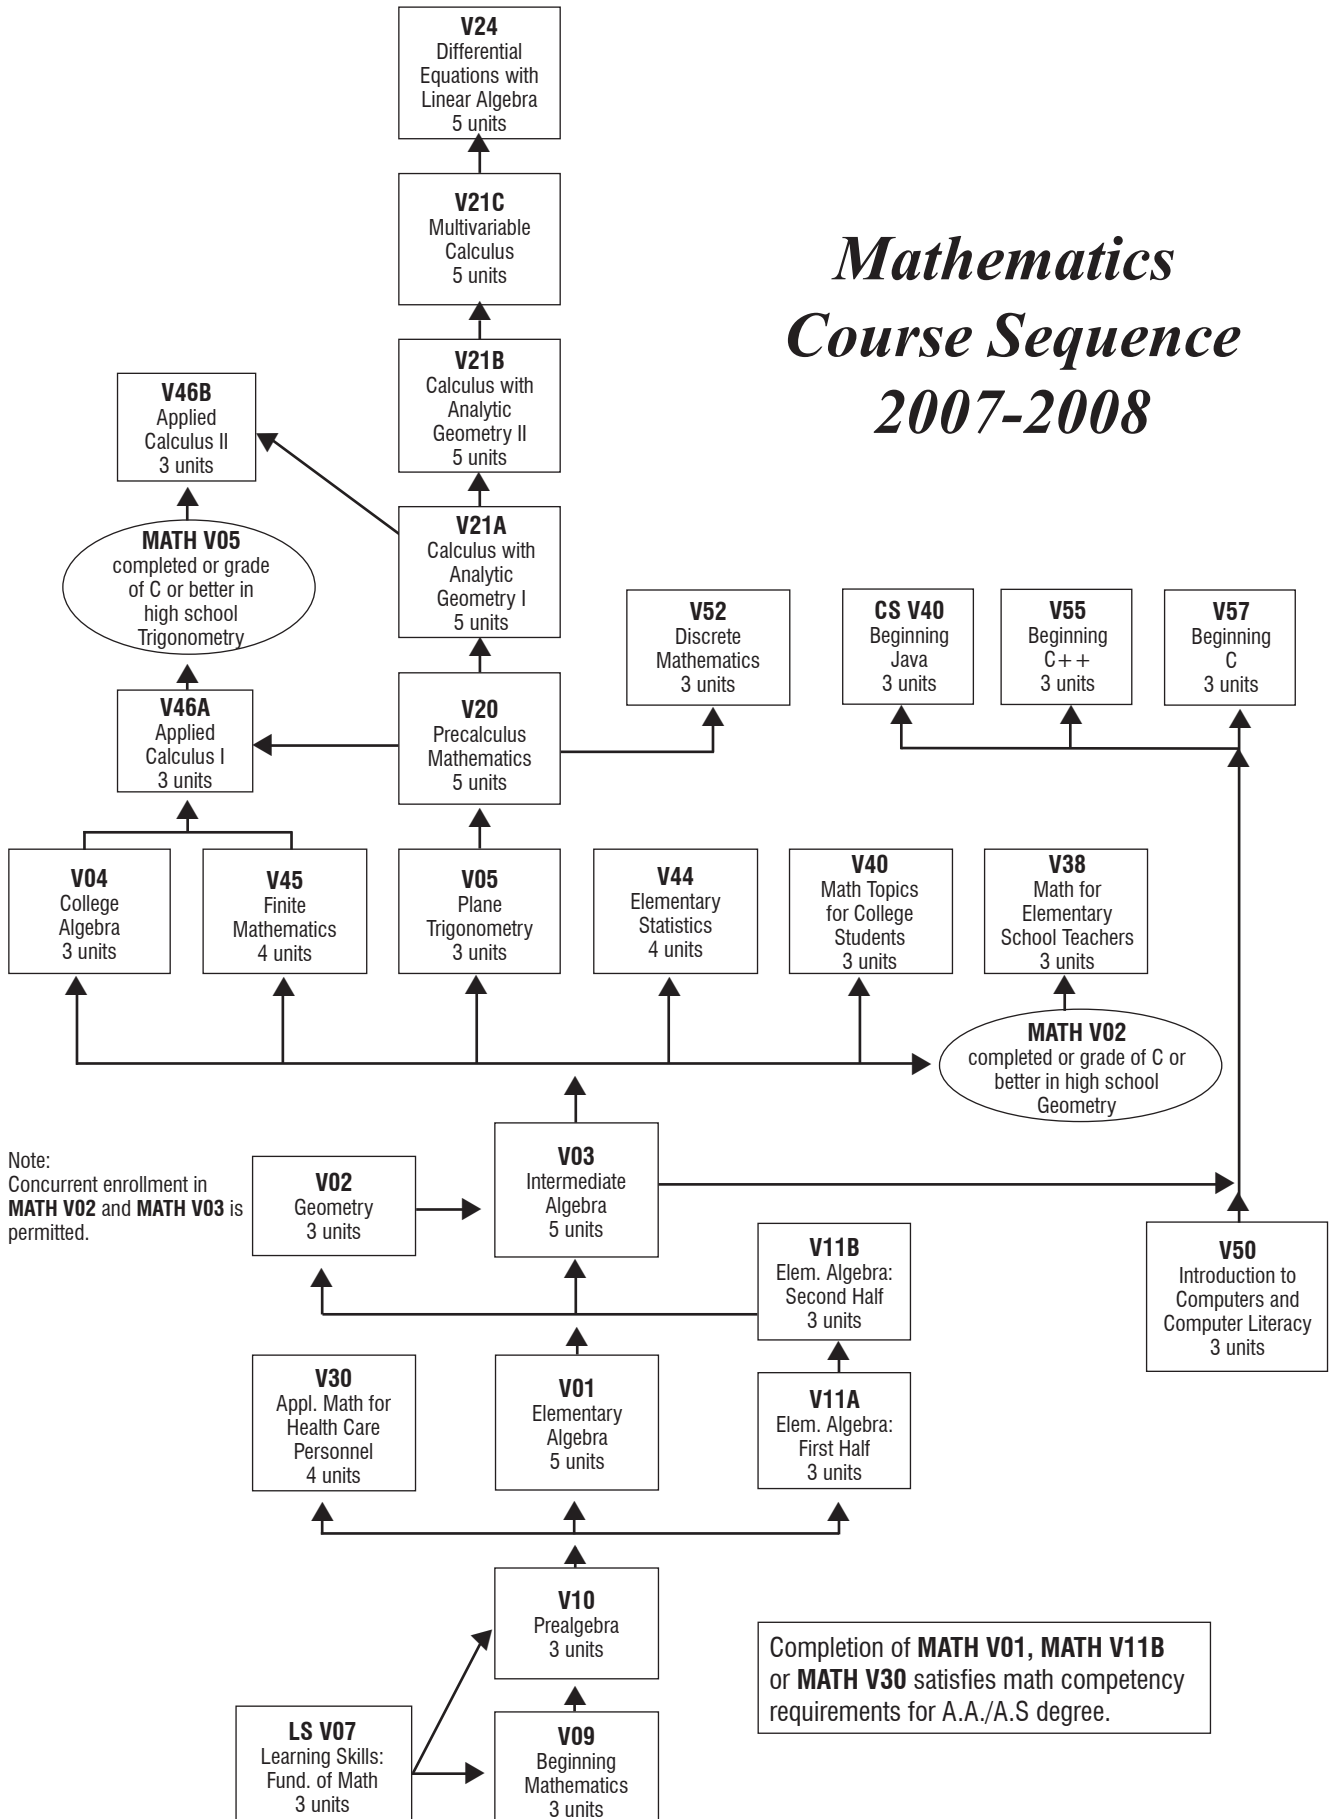 V24
Differential
Equations with
Linear Algebra
5 units
V21C
Multivariable
Calculus
5 units
Mathematics
Course Sequence
2007-2008
V21B
Calculus with
Analytic
Geometry II
5 units
V46B
Applied
Calculus II
3 units
V21A
Calculus with
Analytic
Geometry I
5 units
MATH V05
completed or grade
of C or better in
high school
Trigonometry
V52
Discrete
Mathematics
3 units
CS V40
Beginning
Java
3 units
V55
Beginning
C++
3 units
V57
Beginning
C
3 units
V46A
Applied
Calculus I
3 units
V20
Precalculus
Mathematics
5 units
V04
College
Algebra
3 units
V45
Finite
Mathematics
4 units
V05
Plane
Trigonometry
3 units
V44
Elementary
Statistics
4 units
V40
Math Topics
for College
Students
3 units
V38
Math for
Elementary
School Teachers
3 units
MATH V02
completed or grade of C or
better in high school
Geometry
Note:
Concurrent enrollment in
MATH V02 and MATH V03 is
permitted.
V02
Geometry
3 units
V03
Intermediate
Algebra
5 units
V11B
Elem. Algebra:
Second Half
3 units
V50
Introduction to
Computers and
Computer Literacy
3 units
V30
Appl. Math for
Health Care
Personnel
4 units
V01
Elementary
Algebra
5 units
V11A
Elem. Algebra:
First Half
3 units
V10
Prealgebra
3 units
Completion of MATH V01, MATH V11B
or MATH V30 satisfies math competency
requirements for A.A./A.S degree.
LS V07
Learning Skills:
Fund. of Math
3 units
V09
Beginning
Mathematics
3 units